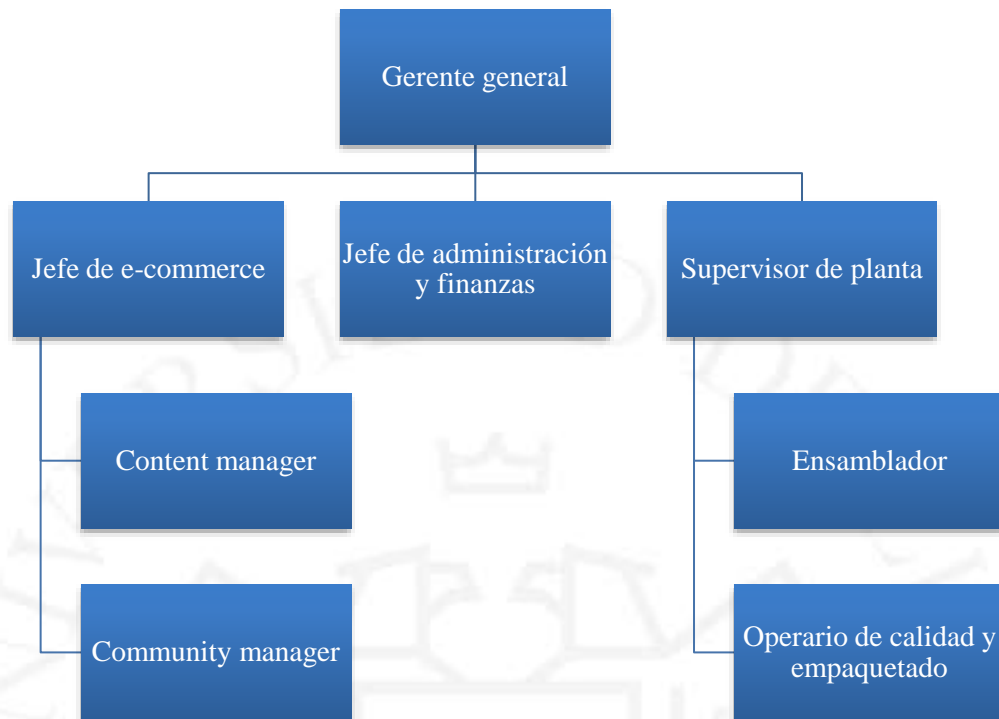 Gerente general
Jefe de e-commerce
Jefe de administración
y finanzas
Supervisor de planta
Content manager
Ensamblador
Community manager
Operario de calidad y
empaquetado